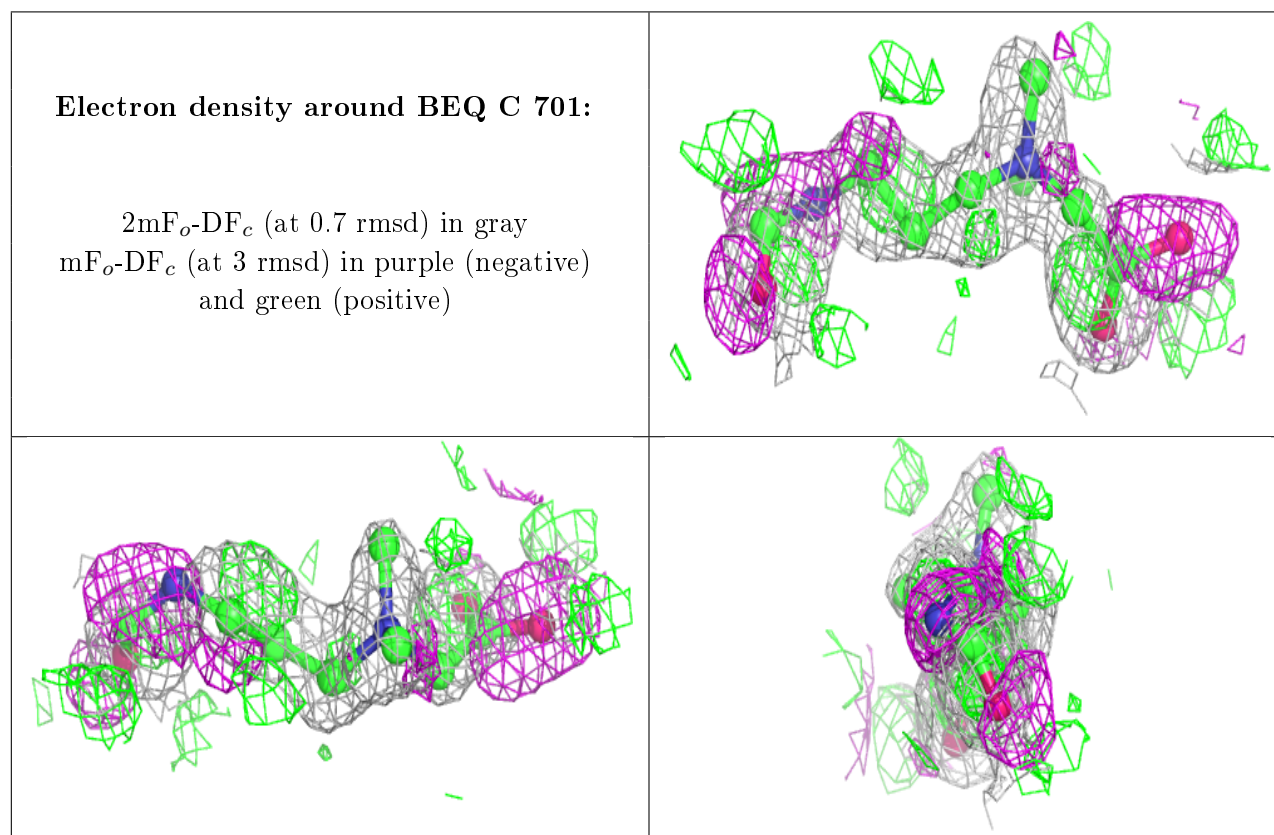 Electron density around BEQ C 701:
2mFo-DFc (at 0.7 rmsd) in gray
mFo-DFc (at 3 rmsd) in purple (negative)
and green (positive)